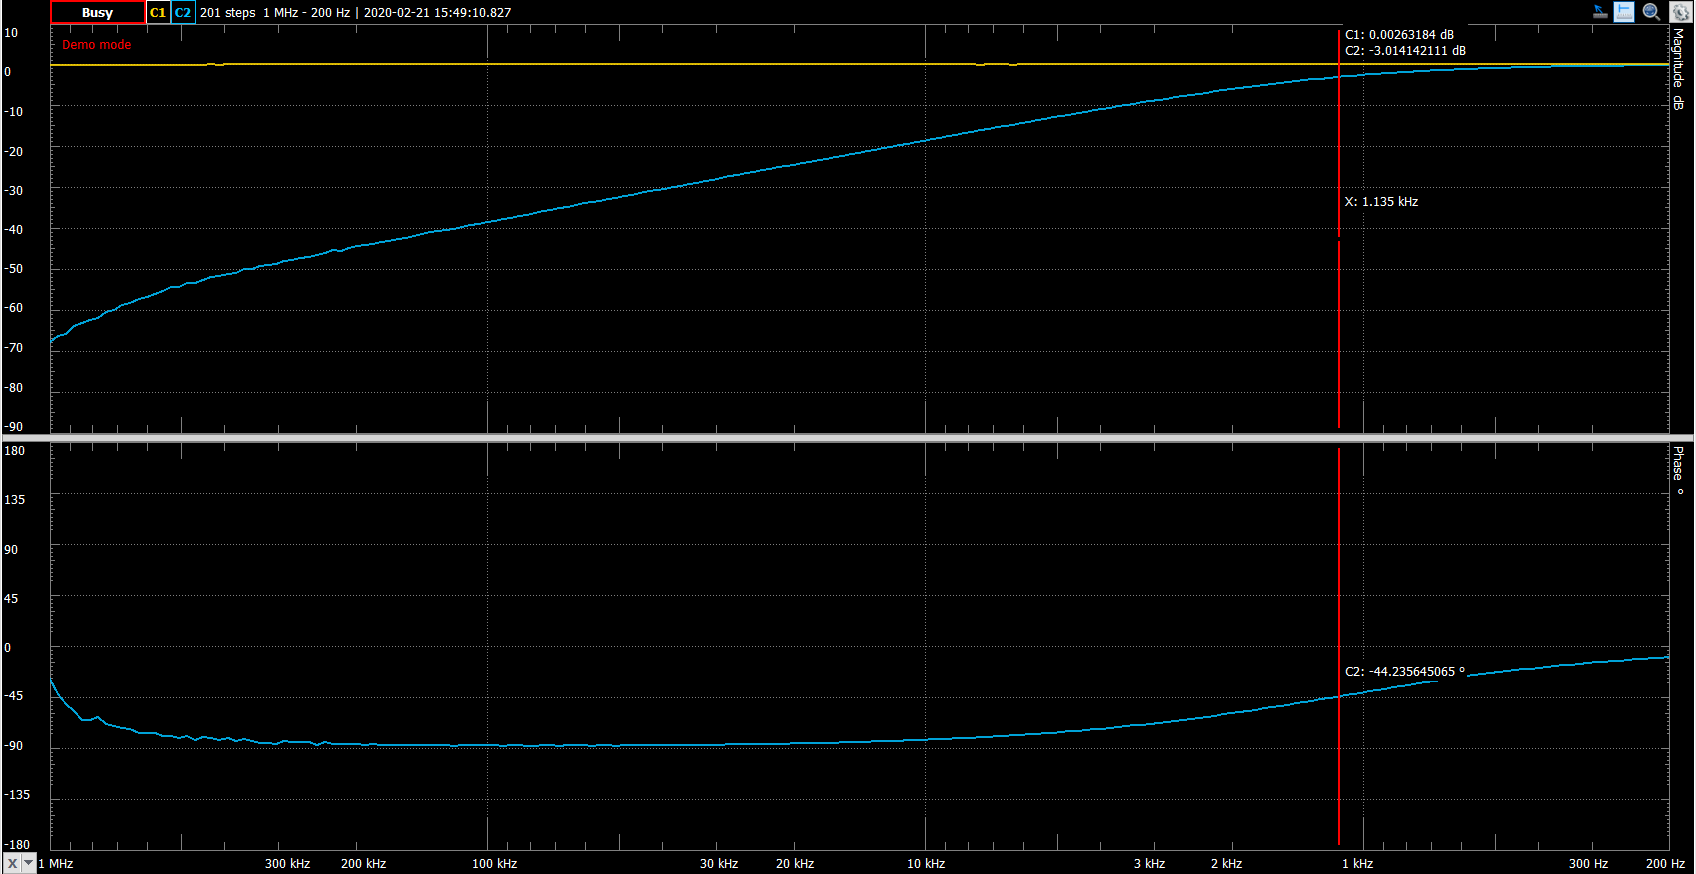 Busy C1 C2 201 steps 1 MHz - 200 Hz | 2020-02-21 15:49:10.827
Demo mode
C1: 0.00263184 dB
C2: -3.014142111 dB
X: 1.135 kHz
10
0
-10
-20
-30
-40
-50
-60
-70
-80
-90
Magnitude dB
180
135
90
45
0
-45
-90
-135
-180
Phase °
C2: -44.235645065 °
X 1 MHz 300 kHz 200 kHz 100 kHz 30 kHz 20 kHz 10 kHz 3 kHz 2 kHz 1 kHz 300 Hz 200 Hz